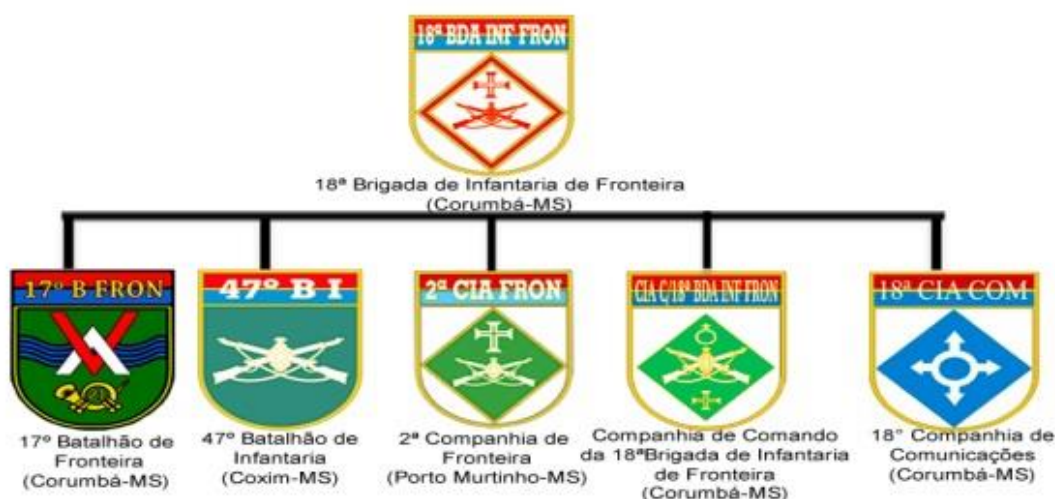 18ª BDA INF FRON
18ª Brigada de Infantaria de Fronteira
(Corumbá-MS)
17º B FRON
17º Batalhão de
Fronteira
(Corumbá-MS)
47º B I
47º Batalhão de
Infantaria
(Coxim-MS)
2ª CIA FRON
2ª Companhia de
Fronteira
(Porto Murtinho-MS)
CIA C/18ª BDA INF FRON
Companhia de Comando
da 18ªBrigada de Infantaria
de Fronteira
(Corumbá-MS)
18ª CIA COM
18° Companhia de
Comunicações
(Corumbá-MS)